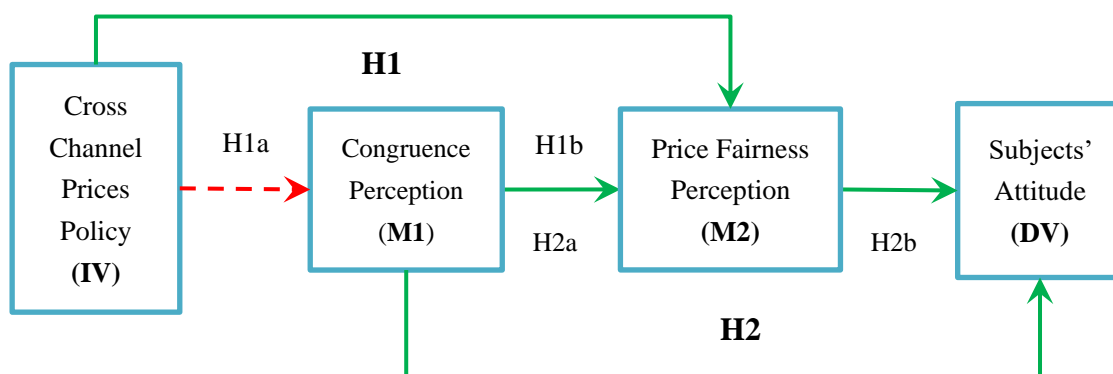 H1
Cross
Channel
Prices
Policy
(IV)
H1a
Congruence
Perception
(M1)
H1b
H2a
Price Fairness
Perception
(M2)
H2b
Subjects’
Attitude
(DV)
H2